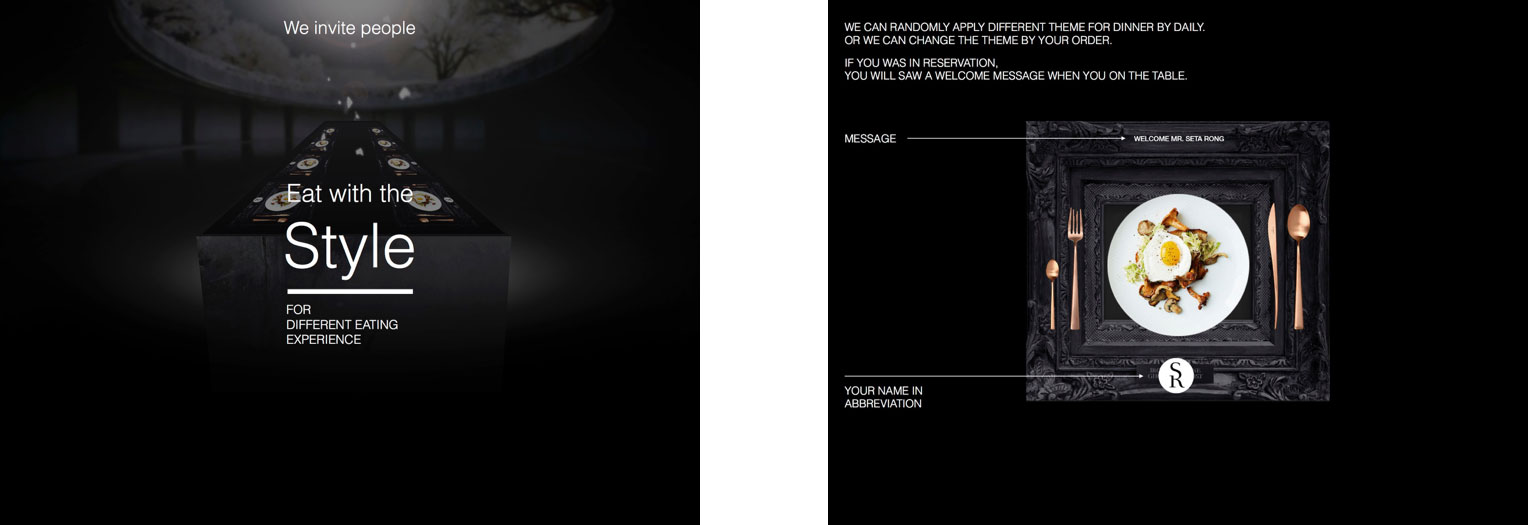 We invite people
Eat with the
Style
FOR
DIFFERENT EATING
EXPERIENCE
WE CAN RANDOMLY APPLY DIFFERENT THEME FOR DINNER BY DAILY.
OR WE CAN CHANGE THE THEME BY YOUR ORDER.
IF YOU WAS IN RESERVATION,
YOU WILL SAW A WELCOME MESSAGE WHEN YOU ON THE TABLE.
MESSAGE
WELCOME MR. SETA RONG
SR
YOUR NAME IN
ABBREVIATION